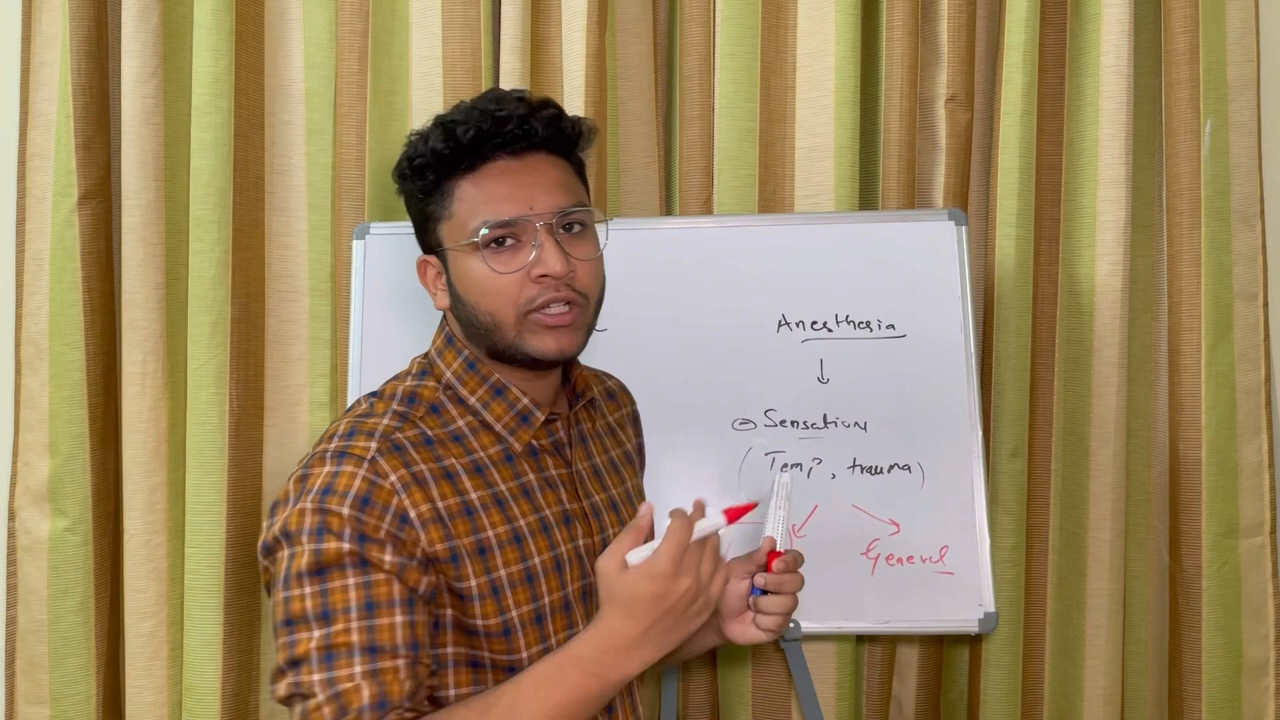 Anesthesia
↓
⊖ Sensation
(Temp, trauma)
General